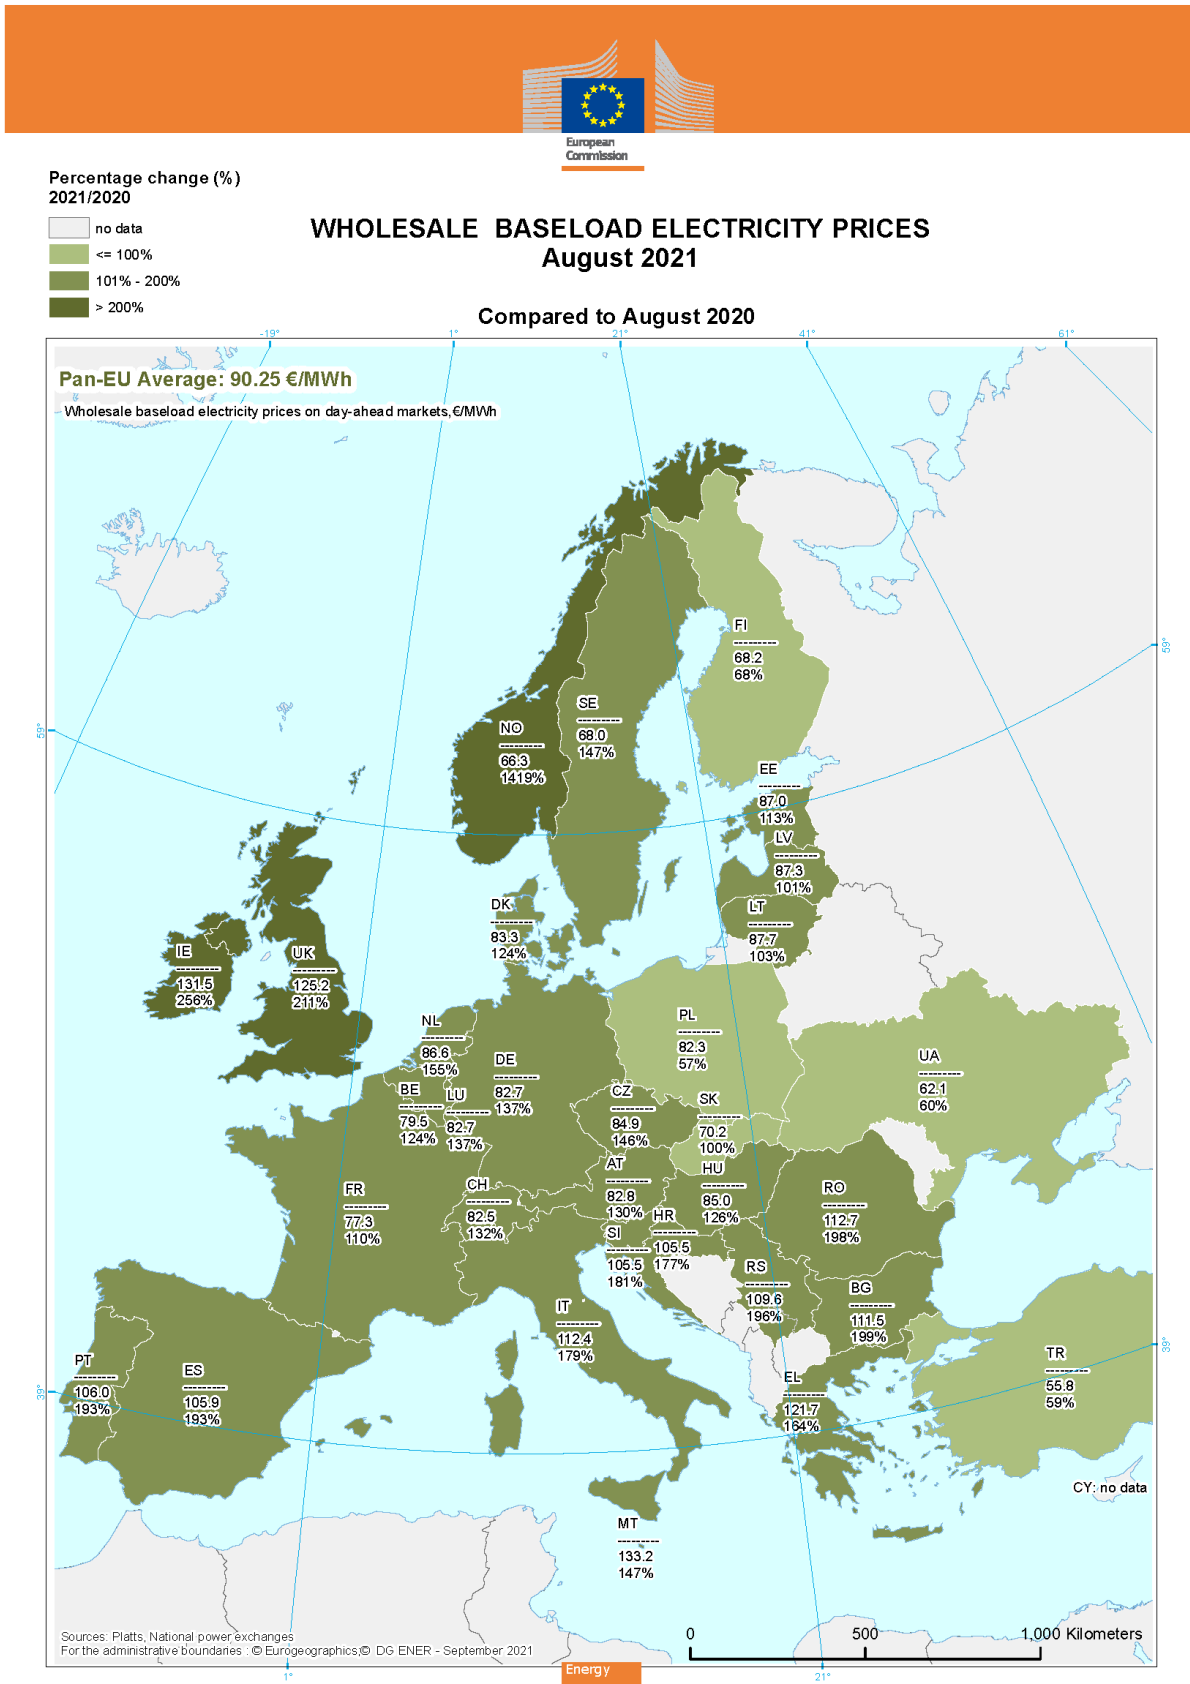 European
Commission
Percentage change (%)
2021/2020
no data
<= 100%
101% - 200%
> 200%
WHOLESALE BASELOAD ELECTRICITY PRICES
August 2021
Compared to August 2020
-19°
1°
21°
41°
61°
Pan-EU Average: 90.25 €/MWh
Wholesale baseload electricity prices on day-ahead markets,€/MWh
FI
68.2
68%
59°
SE
68.0
147%
NO
66.3
1419%
59°
EE
87.0
113%
LV
87.3
101%
LT
87.7
103%
DK
83.3
124%
IE
131.5
256%
UK
125.2
211%
NL
86.6
155%
PL
82.3
57%
DE
82.7
137%
UA
62.1
60%
BE
79.5
124%
LU
82.7
137%
CZ
84.9
146%
SK
70.2
100%
AT
82.8
130%
HU
85.0
126%
FR
77.3
110%
CH
82.5
132%
RO
112.7
198%
HR
105.5
177%
SI
105.5
181%
RS
109.6
196%
BG
111.5
199%
IT
112.4
179%
PT
106.0
193%
ES
105.9
193%
39°
39°
TR
55.8
59%
EL
121.7
164%
CY: no data
MT
133.2
147%
Sources: Platts, National power exchanges
For the administrative boundaries : © Eurogeographics,© DG ENER - September 2021
0
500
1,000 Kilometers
1°
21°
Energy